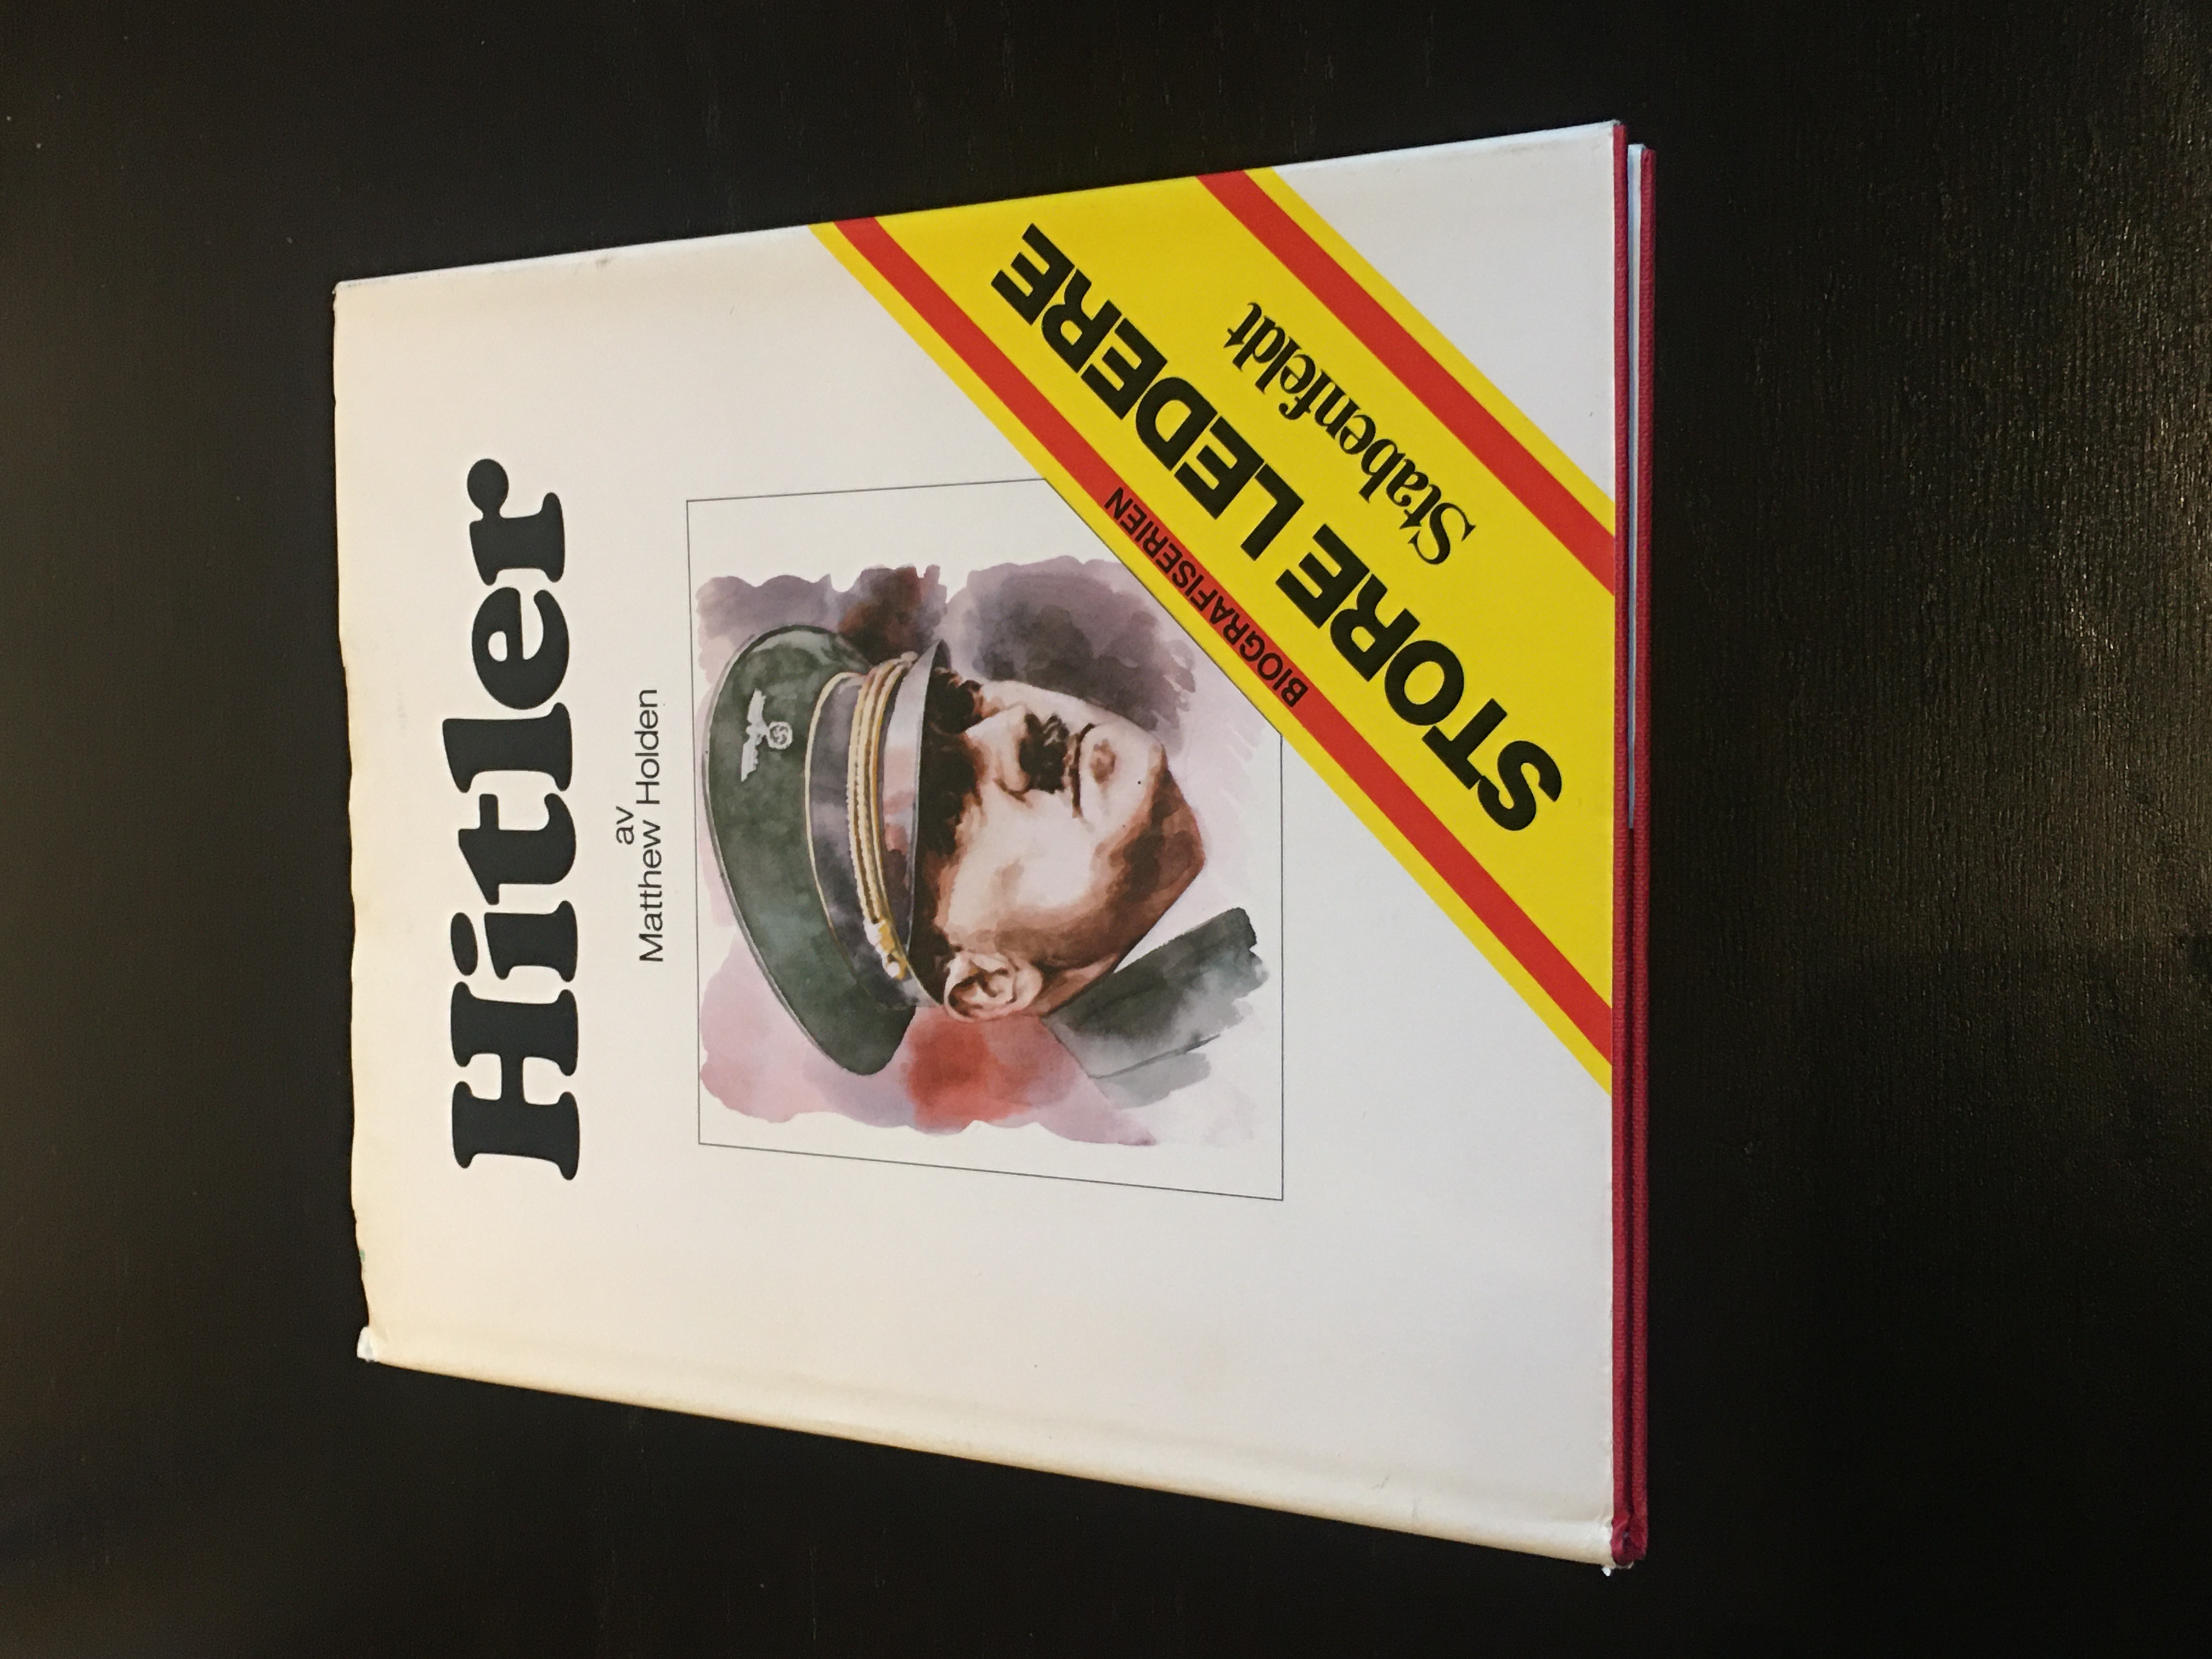 Hitler
av
Matthew Holden
BIOGRAFISERIEN
STORE LEDERE
Stabenfeldt